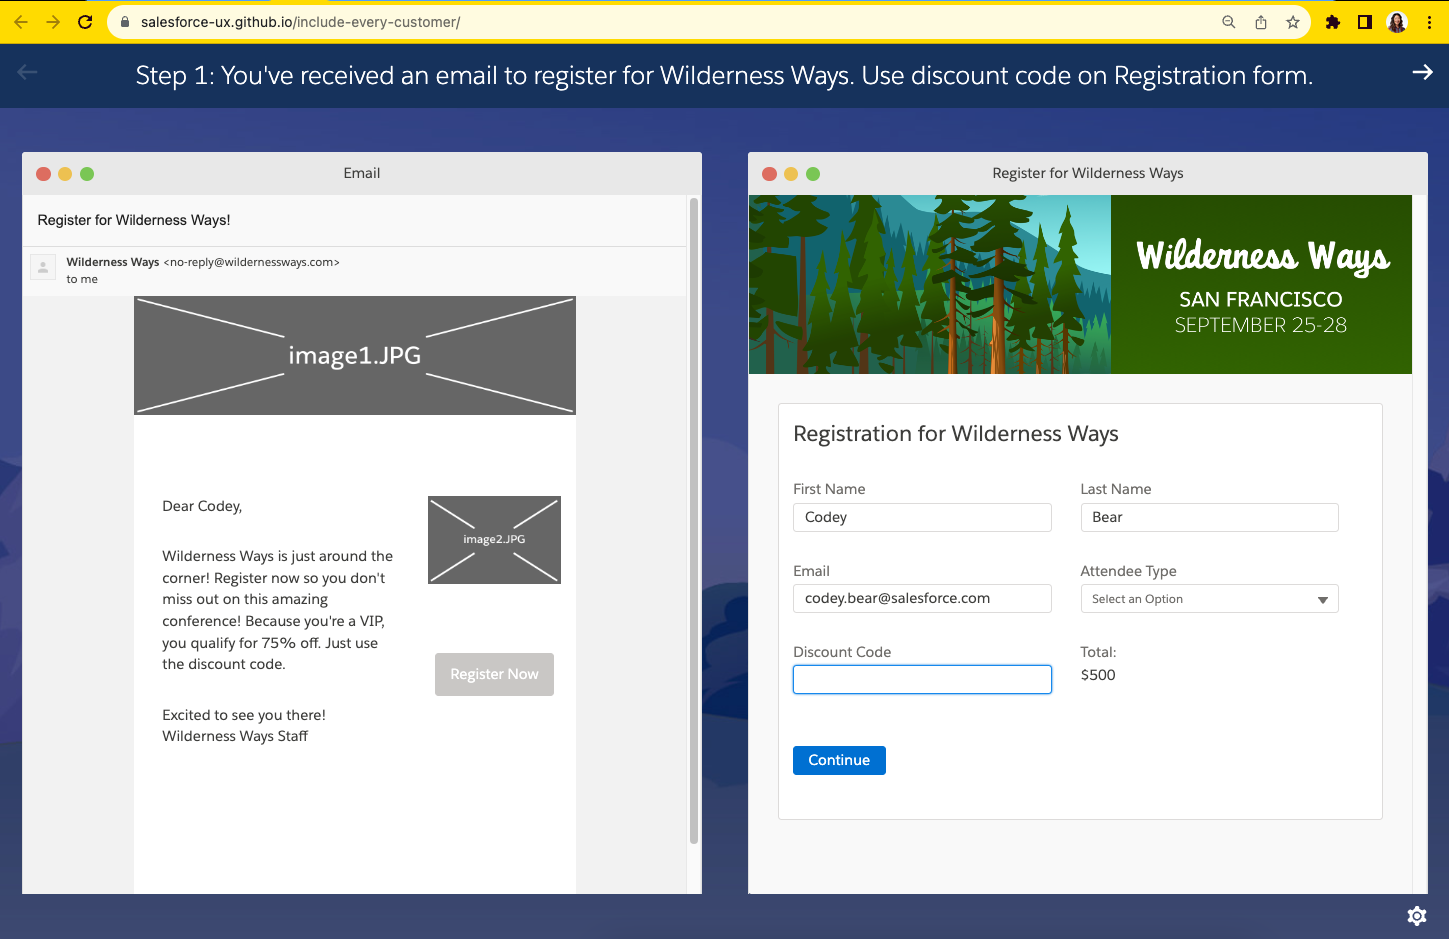 salesforce-ux.github.io/include-every-customer/
Step 1: You've received an email to register for Wilderness Ways. Use discount code on Registration form.
Email
Register for Wilderness Ways!
Wilderness Ways <no-reply@wildernessways.com>
to me
image1.JPG
Dear Codey,
Wilderness Ways is just around the
corner! Register now so you don't
miss out on this amazing
conference! Because you're a VIP,
you qualify for 75% off. Just use
the discount code.
Excited to see you there!
Wilderness Ways Staff
image2.JPG
Register Now
Register for Wilderness Ways
Wilderness Ways
SAN FRANCISCO
SEPTEMBER 25-28
Registration for Wilderness Ways
First Name
Codey
Last Name
Bear
Email
codey.bear@salesforce.com
Attendee Type
Select an Option
Discount Code
Total:
$500
Continue